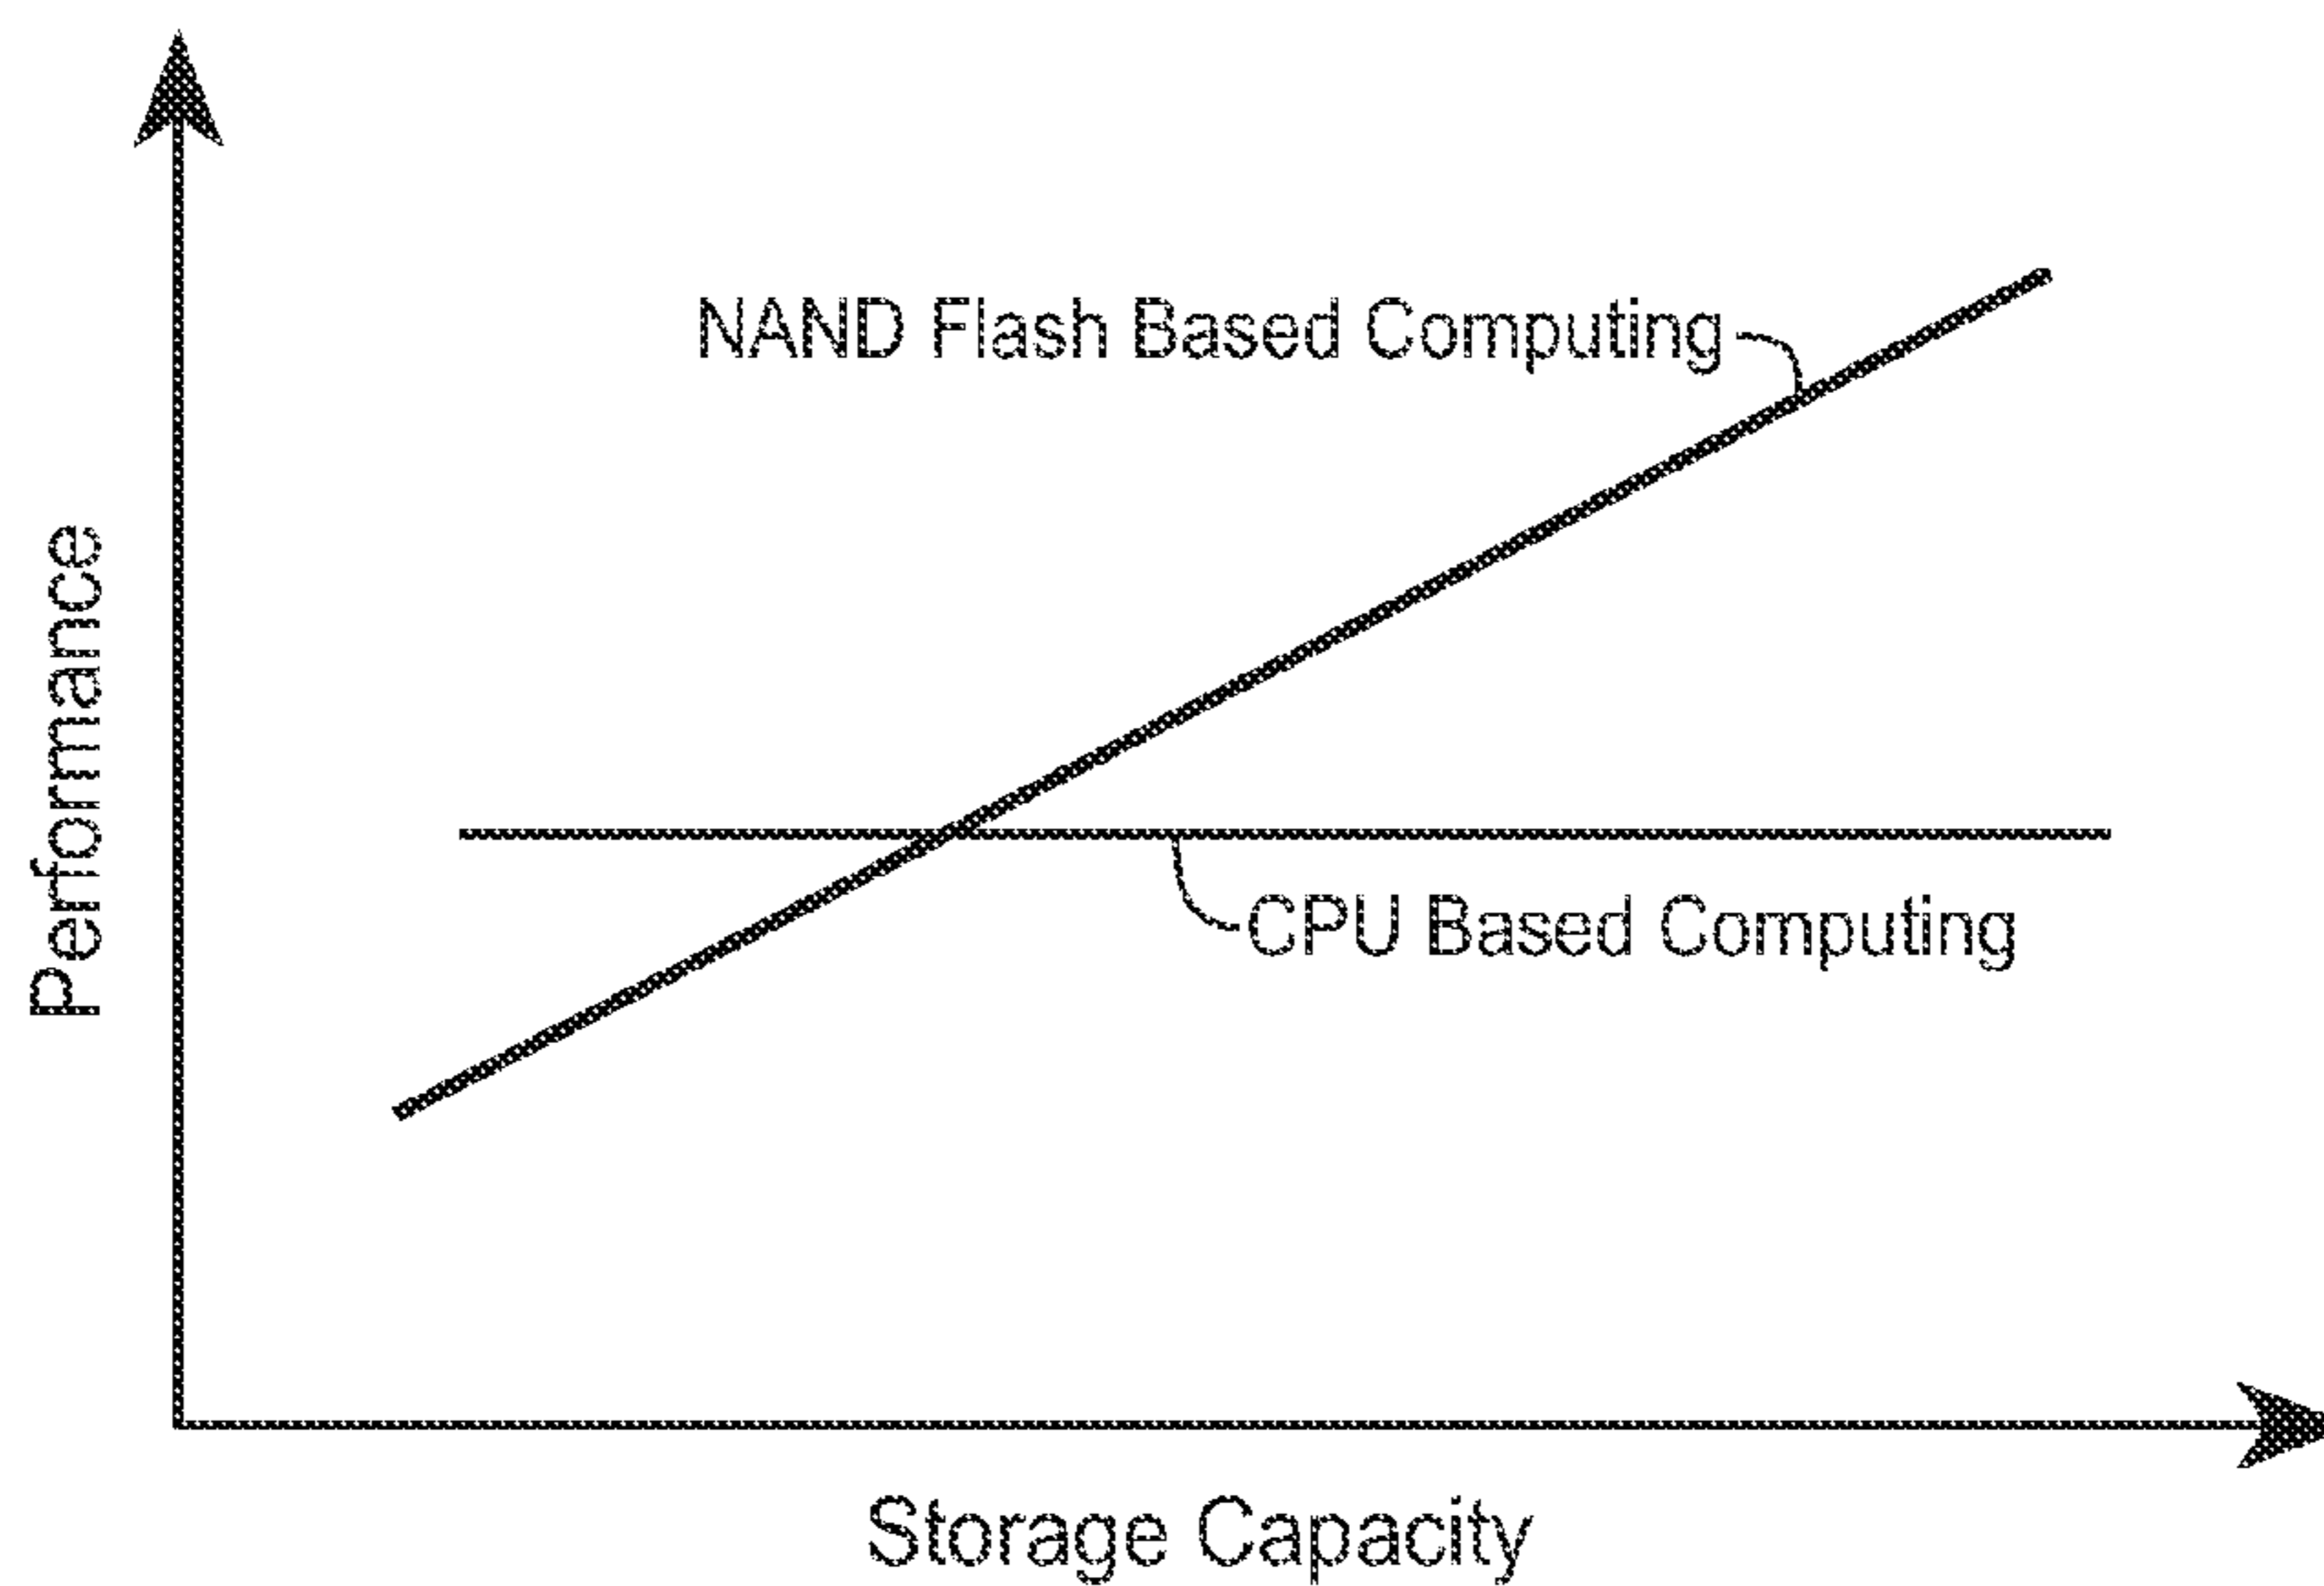 NAND Flash Based Computing
Performance
CPU Based Computing
Storage Capacity